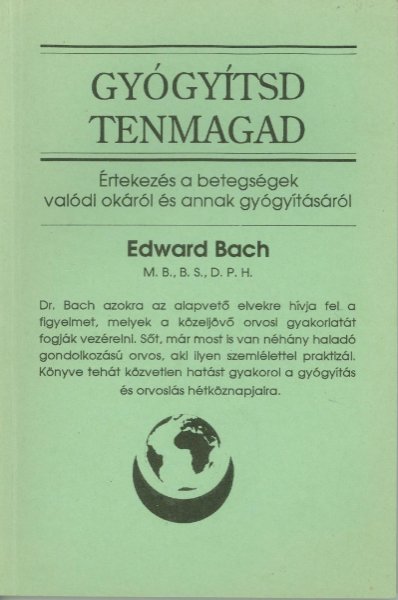 GYÓGYÍTSD
TENMAGAD
Értekezés a betegségek
valódi okáról és annak gyógyításáról
Edward Bach
M. B., B. S., D. P. H.
Dr. Bach azokra az alapvető elvekre hívja fel a
figyelmet, melyek a közeljövő orvosi gyakorlatát
fogják vezérelni. Sőt, már most is van néhány haladó
gondolkozású orvos, aki ilyen szemlélettel praktizál.
Könyve tehát közvetlen hatást gyakorol a gyógyítás
és orvoslás hétköznapjaira.